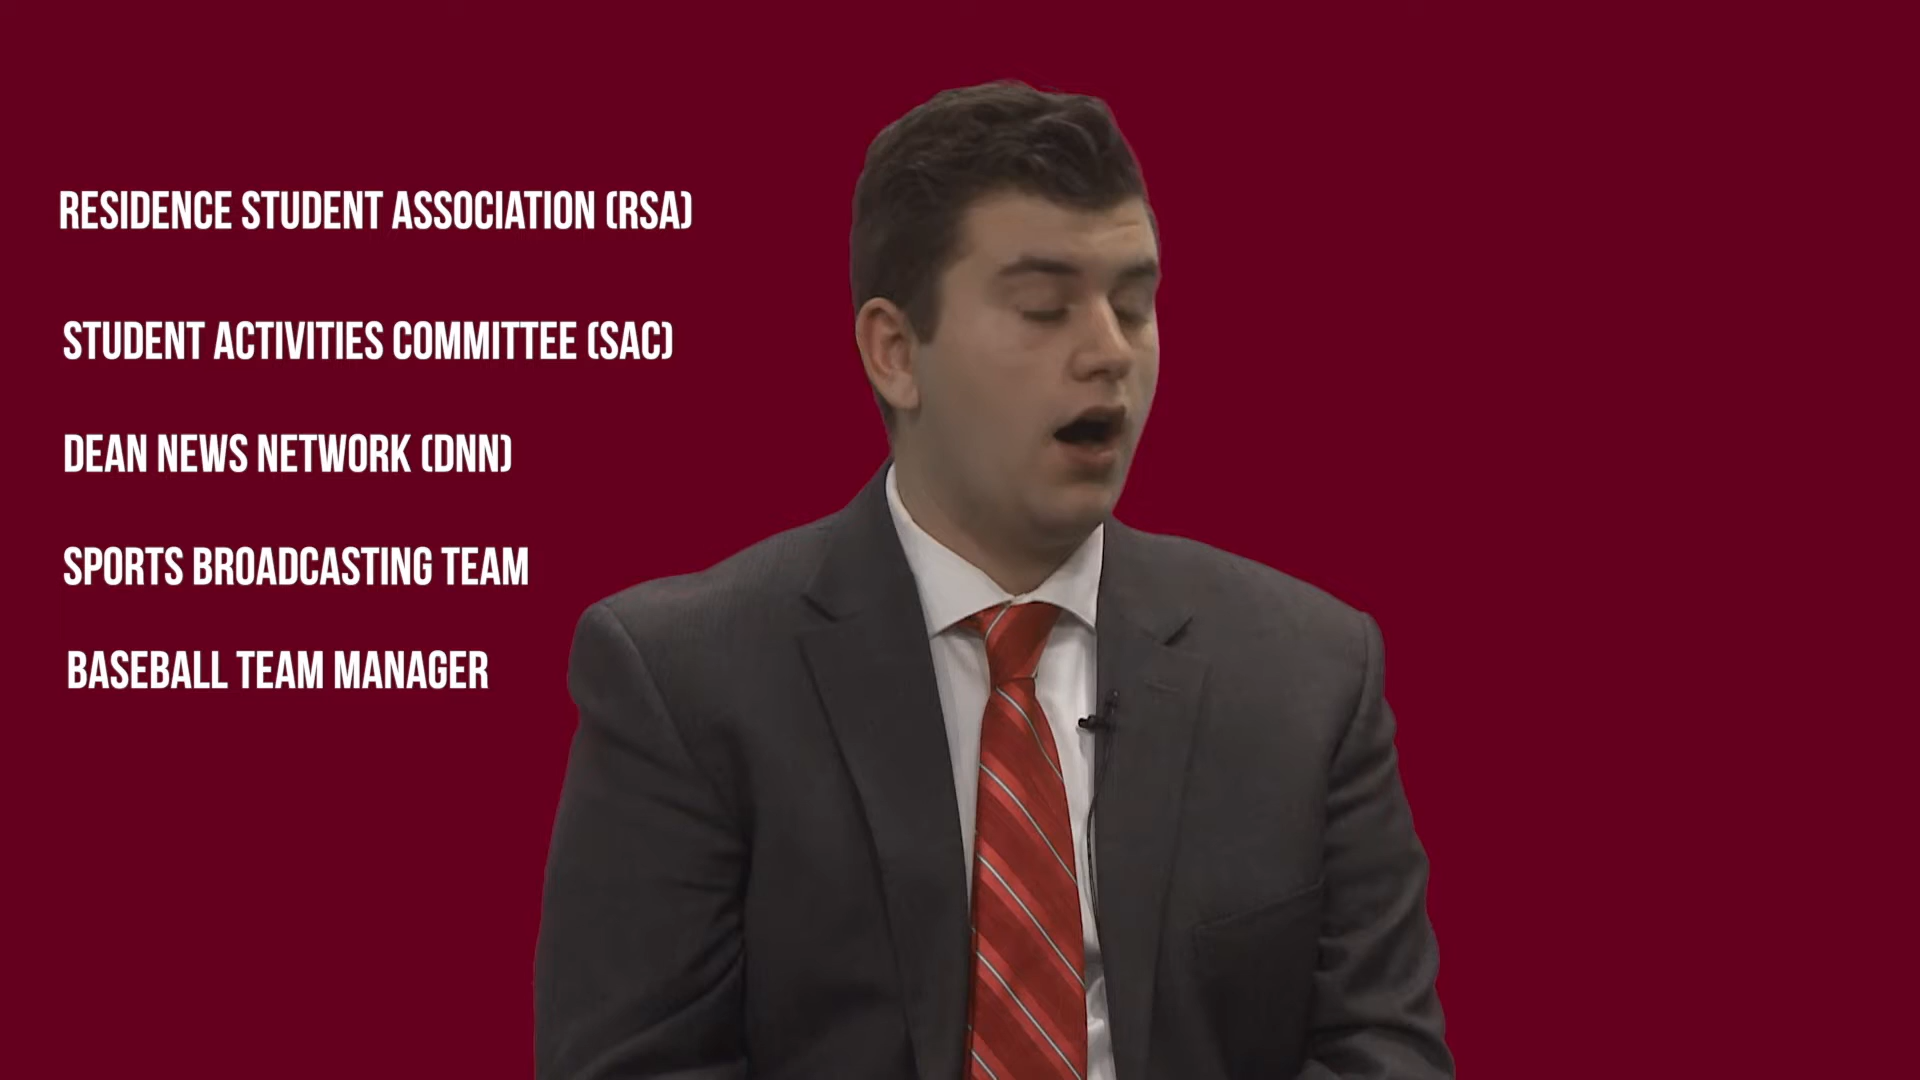 RESIDENCE STUDENT ASSOCIATION (RSA)
STUDENT ACTIVITIES COMMITTEE (SAC)
DEAN NEWS NETWORK (DNN)
SPORTS BROADCASTING TEAM
BASEBALL TEAM MANAGER